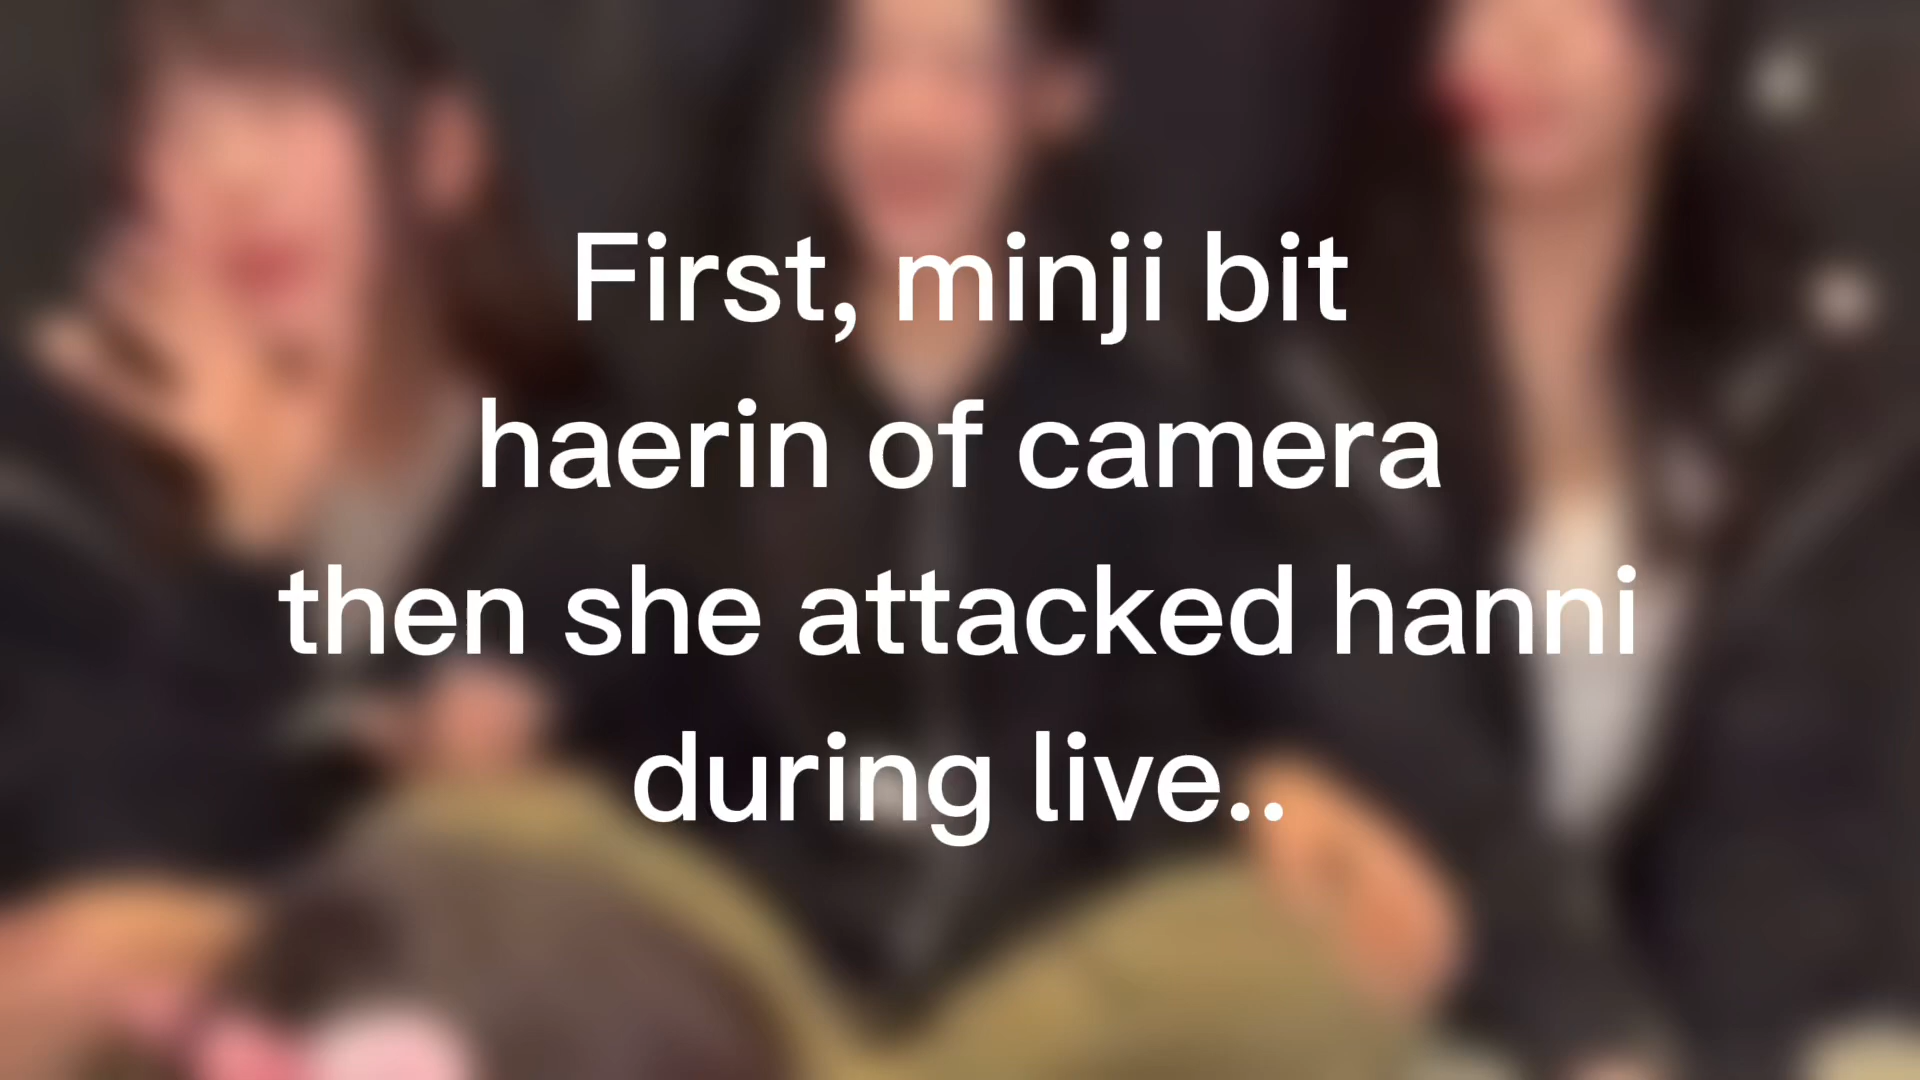 First, minji bit
haerin of camera
then she attacked hanni
during live..